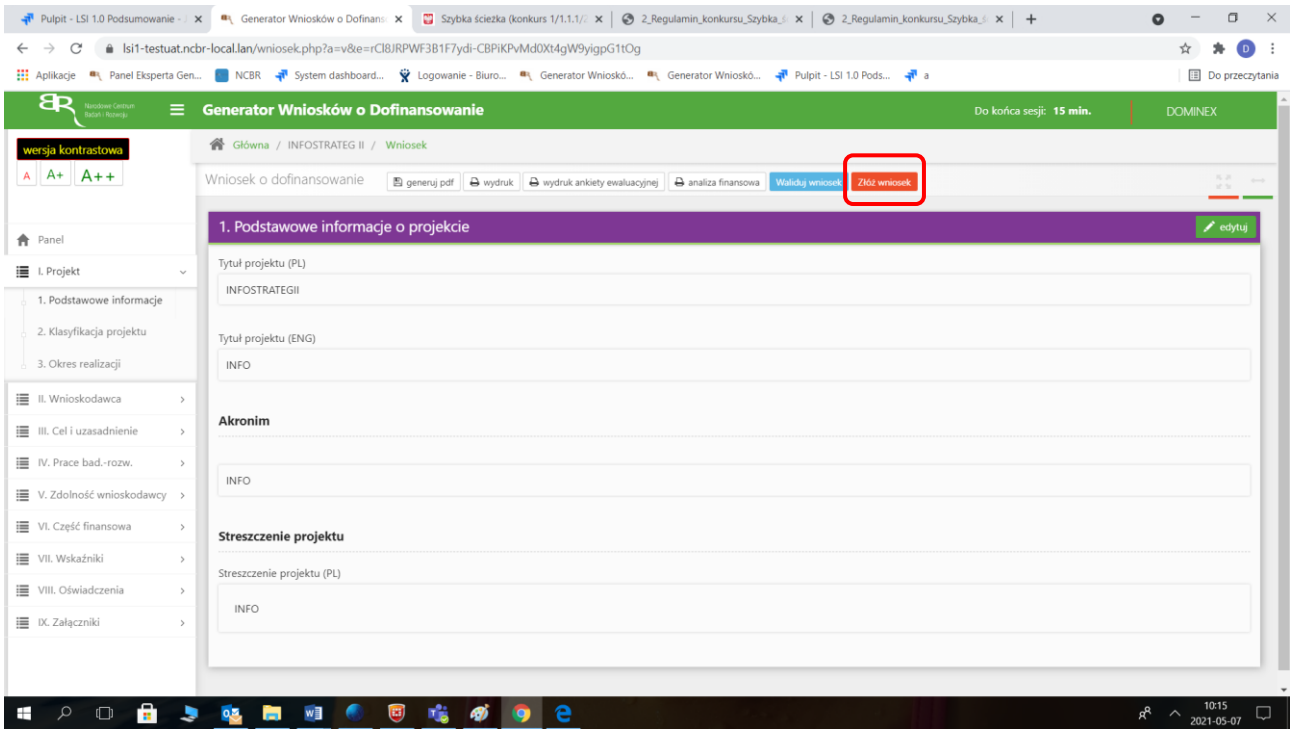 Pulpit - LSI 1.0 Podsumowanie -
Generator Wniosków o Dofinans
Szybka ścieżka (konkurs 1/1.1.1/
2_Regulamin_konkursu_Szybka_
2_Regulamin_konkursu_Szybka_
lsi1-testuat.ncbr-local.lan/wniosek.php?a=v&e=rCl8JRPWF3B1F7ydi-CBPiKPvMd0Xt4gW9yigpG1tOg
D
Aplikacje
Panel Eksperta Gen...
NCBR
System dashboard...
Logowanie - Biuro...
Generator Wnioskó...
Generator Wnioskó...
Pulpit - LSI 1.0 Pods...
a
Do przeczytania
Narodowe Centrum
Badań i Rozwoju
Generator Wniosków o Dofinansowanie
Do końca sesji: 15 min.
DOMINEX
wersja kontrastowa
A A+ A++
Główna / INFOSTRATEG II / Wniosek
Wniosek o dofinansowanie
generuj pdf
wydruk
wydruk ankiety ewaluacyjnej
analiza finansowa
Waliduj wniosek
Złóż wniosek
Panel
I. Projekt
1. Podstawowe informacje
2. Klasyfikacja projektu
3. Okres realizacji
II. Wnioskodawca
III. Cel i uzasadnienie
IV. Prace bad.-rozw.
V. Zdolność wnioskodawcy
VI. Część finansowa
VII. Wskaźniki
VIII. Oświadczenia
IX. Załączniki
1. Podstawowe informacje o projekcie
edytuj
Tytuł projektu (PL)
INFOSTRATEGII
Tytuł projektu (ENG)
INFO
Akronim
INFO
Streszczenie projektu
Streszczenie projektu (PL)
INFO
10:15
2021-05-07